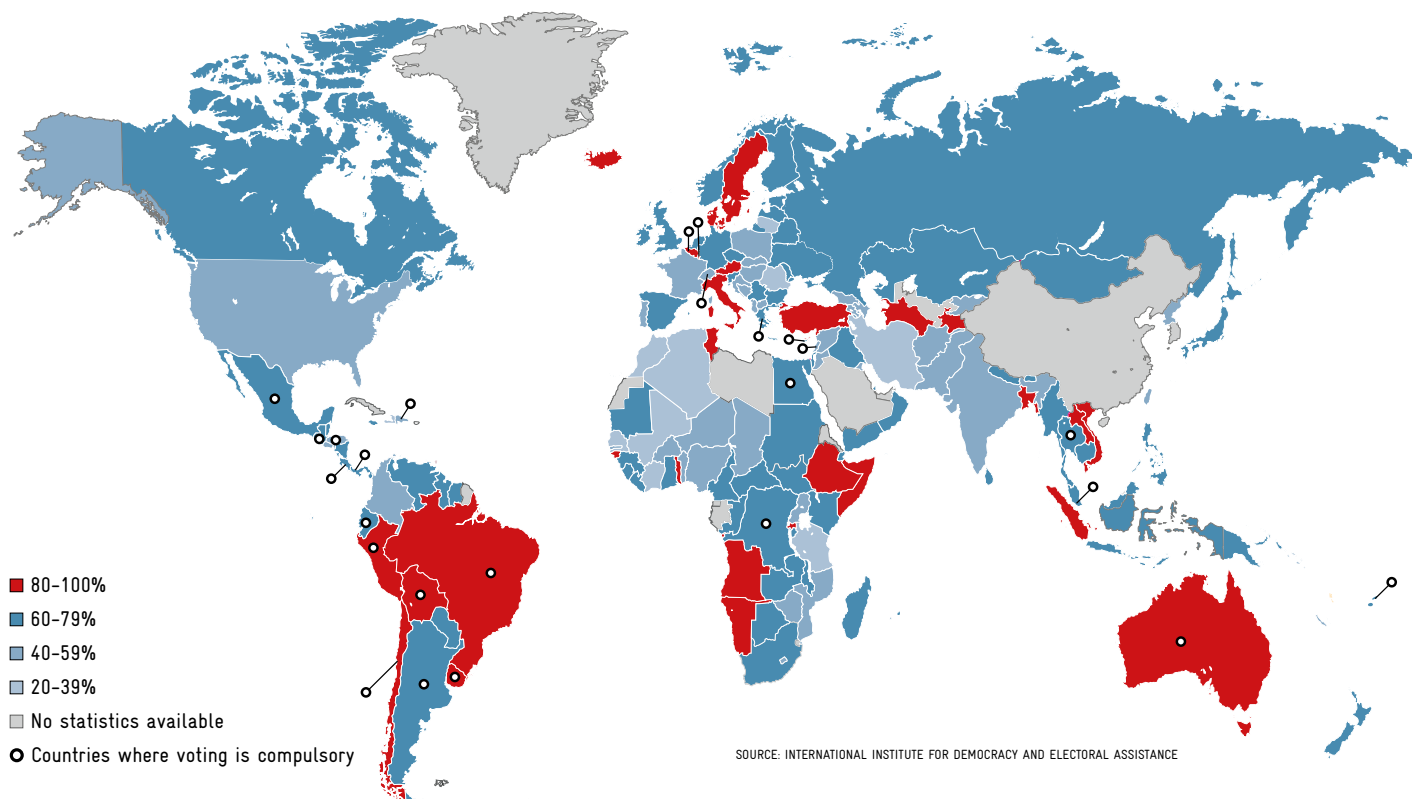 80–100%
60–79%
40–59%
20–39%
No statistics available
Countries where voting is compulsory
SOURCE: INTERNATIONAL INSTITUTE FOR DEMOCRACY AND ELECTORAL ASSISTANCE